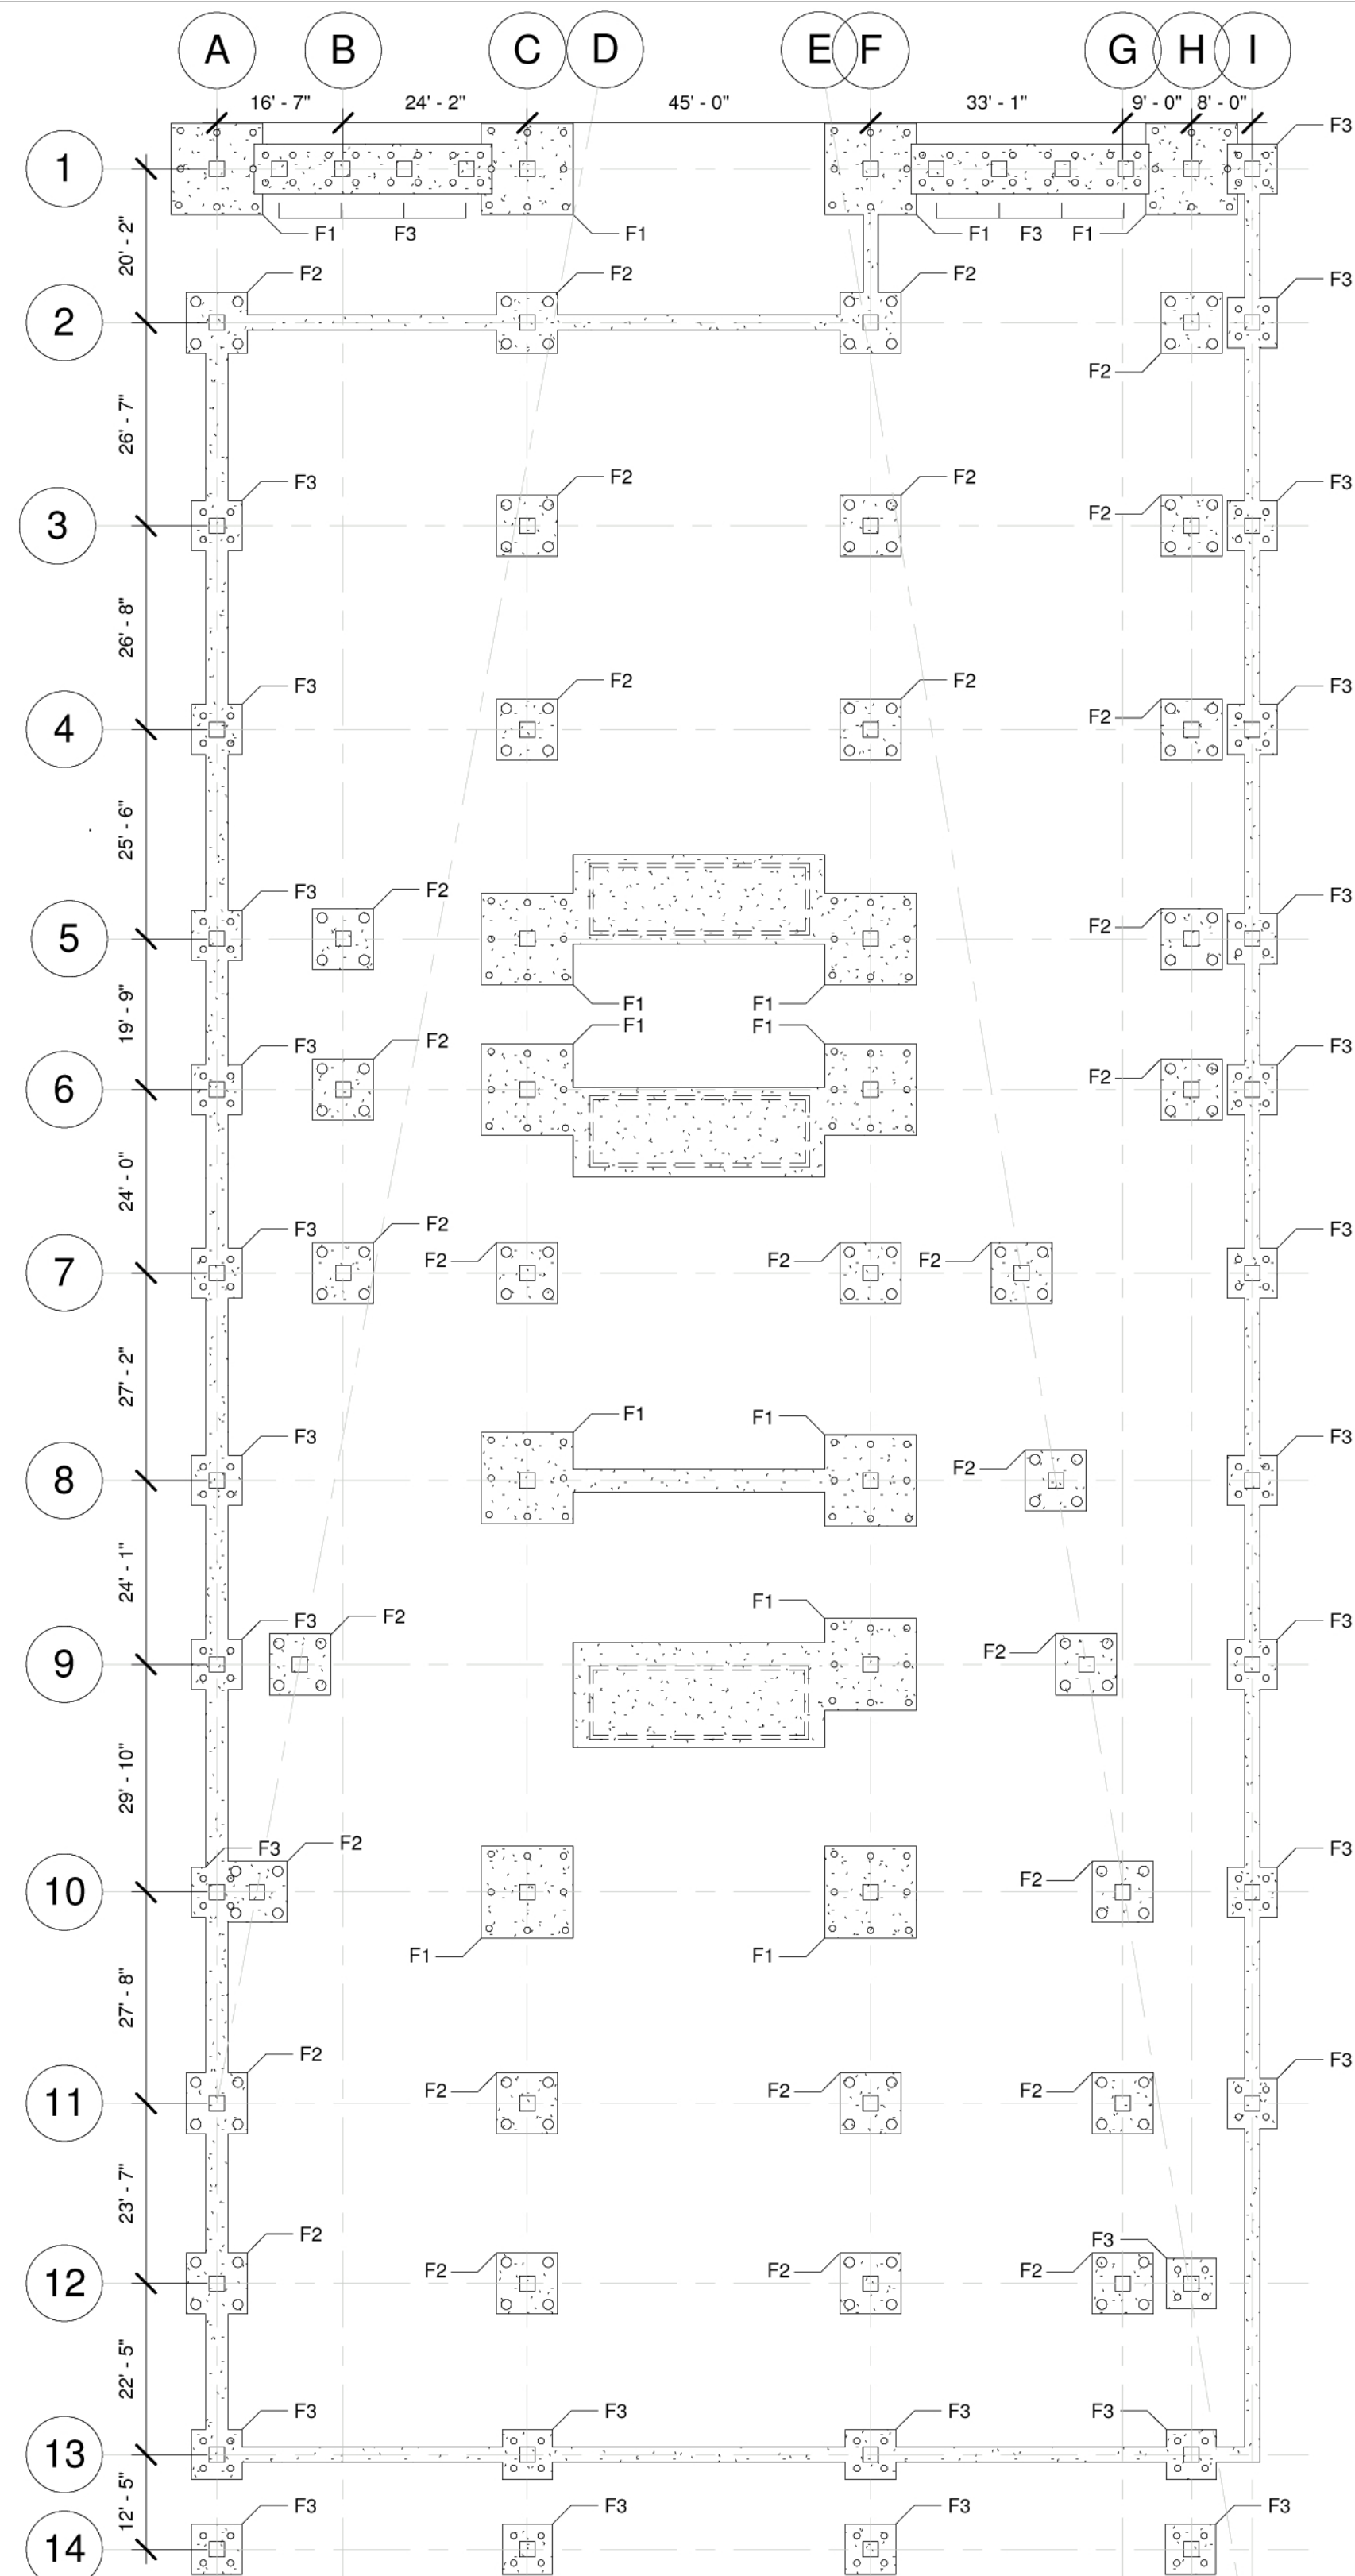 A B C D E F G H I
16' - 7" 24' - 2" 45' - 0" 33' - 1" 9' - 0" 8' - 0"
F3
1
F1 F3 F1 F1 F3 F1
20' - 2"
F2 F2 F2 F3
2
F2
26' - 7"
F3 F2 F2 F2 F3
3
26' - 8"
F3 F2 F2 F2 F3
4
25' - 6"
F3 F2 F2 F3
5
F1 F1
19' - 9"
F1 F1
F3 F2 F2 F3
6
24' - 0"
F3 F2 F2 F2 F2 F3
7
27' - 2"
F3 F1 F1 F2 F3
8
24' - 1"
F3 F2 F1 F2 F3
9
29' - 10"
F3 F2 F2 F3
10
F1 F1
27' - 8"
F2 F2 F2 F2 F3
11
23' - 7"
F2 F2 F2 F2 F3
12
22' - 5"
F3 F3 F3 F3
13
12' - 5"
F3 F3 F3 F3
14